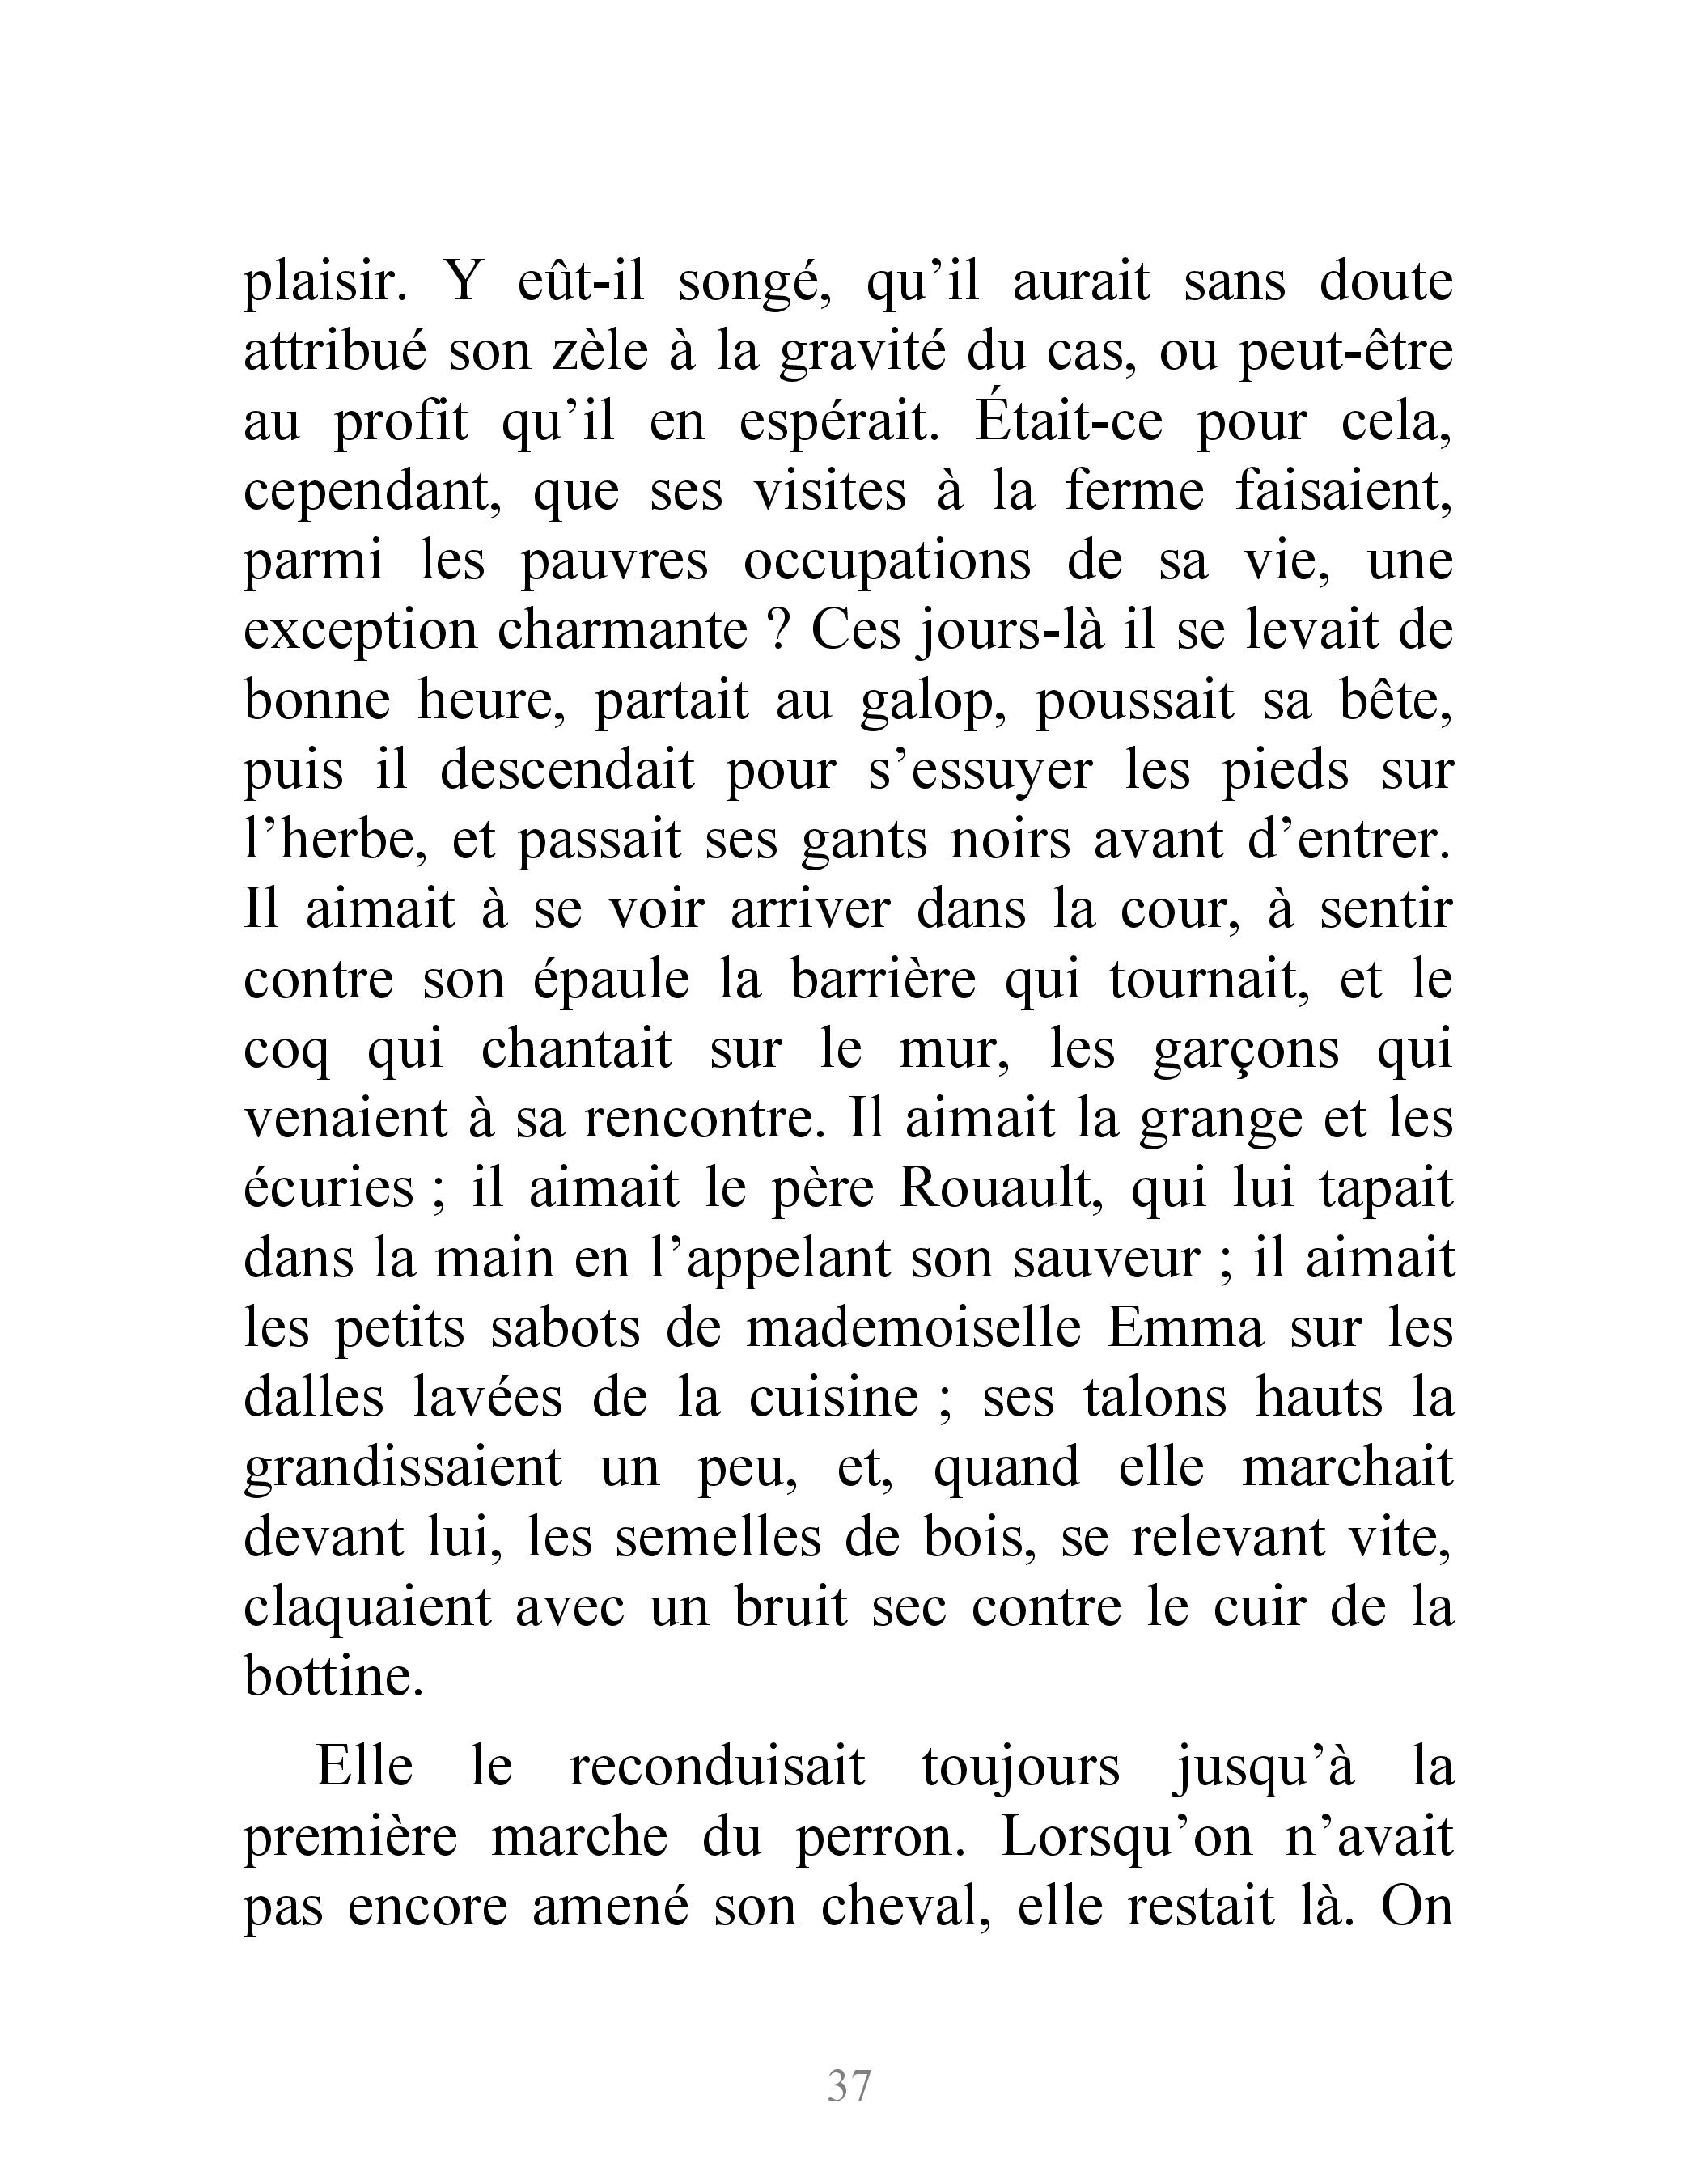 plaisir. Y eût-il songé, qu’il aurait sans doute
attribué son zèle à la gravité du cas, ou peut-être
au profit qu’il en espérait. Était-ce pour cela,
cependant, que ses visites à la ferme faisaient,
parmi les pauvres occupations de sa vie, une
exception charmante ? Ces jours-là il se levait de
bonne heure, partait au galop, poussait sa bête,
puis il descendait pour s’essuyer les pieds sur
l’herbe, et passait ses gants noirs avant d’entrer.
Il aimait à se voir arriver dans la cour, à sentir
contre son épaule la barrière qui tournait, et le
coq qui chantait sur le mur, les garçons qui
venaient à sa rencontre. Il aimait la grange et les
écuries ; il aimait le père Rouault, qui lui tapait
dans la main en l’appelant son sauveur ; il aimait
les petits sabots de mademoiselle Emma sur les
dalles lavées de la cuisine ; ses talons hauts la
grandissaient un peu, et, quand elle marchait
devant lui, les semelles de bois, se relevant vite,
claquaient avec un bruit sec contre le cuir de la
bottine.
Elle le reconduisait toujours jusqu’à la
première marche du perron. Lorsqu’on n’avait
pas encore amené son cheval, elle restait là. On
37